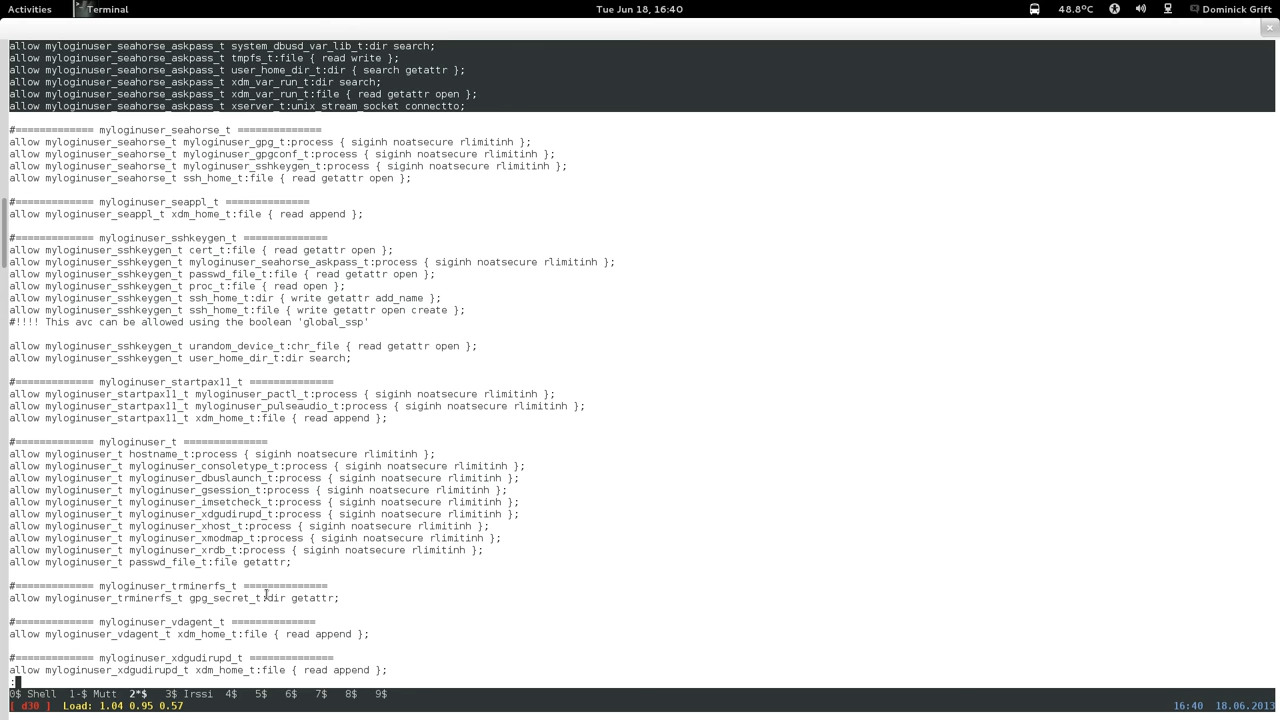 Activities Terminal Tue Jun 18, 16:40 48.8ºC Dominick Grift
allow myloginuser_seahorse_askpass_t system_dbusd_var_lib_t:dir search;
allow myloginuser_seahorse_askpass_t tmpfs_t:file { read write };
allow myloginuser_seahorse_askpass_t user_home_dir_t:dir { search getattr };
allow myloginuser_seahorse_askpass_t xdm_var_run_t:dir search;
allow myloginuser_seahorse_askpass_t xdm_var_run_t:file { read getattr open };
allow myloginuser_seahorse_askpass_t xserver_t:unix_stream_socket connectto;
#============= myloginuser_seahorse_t ==============
allow myloginuser_seahorse_t myloginuser_gpg_t:process { siginh noatsecure rlimitinh };
allow myloginuser_seahorse_t myloginuser_gpgconf_t:process { siginh noatsecure rlimitinh };
allow myloginuser_seahorse_t myloginuser_sshkeygen_t:process { siginh noatsecure rlimitinh };
allow myloginuser_seahorse_t ssh_home_t:file { read getattr open };
#============= myloginuser_seappl_t ==============
allow myloginuser_seappl_t xdm_home_t:file { read append };
#============= myloginuser_sshkeygen_t ==============
allow myloginuser_sshkeygen_t cert_t:file { read getattr open };
allow myloginuser_sshkeygen_t myloginuser_seahorse_askpass_t:process { siginh noatsecure rlimitinh };
allow myloginuser_sshkeygen_t passwd_file_t:file { read getattr open };
allow myloginuser_sshkeygen_t proc_t:file { read open };
allow myloginuser_sshkeygen_t ssh_home_t:dir { write getattr add_name };
allow myloginuser_sshkeygen_t ssh_home_t:file { write getattr open create };
#!!!! This avc can be allowed using the boolean 'global_ssp'
allow myloginuser_sshkeygen_t urandom_device_t:chr_file { read getattr open };
allow myloginuser_sshkeygen_t user_home_dir_t:dir search;
#============= myloginuser_startpax11_t ==============
allow myloginuser_startpax11_t myloginuser_pactl_t:process { siginh noatsecure rlimitinh };
allow myloginuser_startpax11_t myloginuser_pulseaudio_t:process { siginh noatsecure rlimitinh };
allow myloginuser_startpax11_t xdm_home_t:file { read append };
#============= myloginuser_t ==============
allow myloginuser_t hostname_t:process { siginh noatsecure rlimitinh };
allow myloginuser_t myloginuser_consoletype_t:process { siginh noatsecure rlimitinh };
allow myloginuser_t myloginuser_dbuslaunch_t:process { siginh noatsecure rlimitinh };
allow myloginuser_t myloginuser_gsession_t:process { siginh noatsecure rlimitinh };
allow myloginuser_t myloginuser_imsetcheck_t:process { siginh noatsecure rlimitinh };
allow myloginuser_t myloginuser_xdgudirupd_t:process { siginh noatsecure rlimitinh };
allow myloginuser_t myloginuser_xhost_t:process { siginh noatsecure rlimitinh };
allow myloginuser_t myloginuser_xmodmap_t:process { siginh noatsecure rlimitinh };
allow myloginuser_t myloginuser_xrdb_t:process { siginh noatsecure rlimitinh };
allow myloginuser_t passwd_file_t:file getattr;
#============= myloginuser_trminerfs_t ==============
allow myloginuser_trminerfs_t gpg_secret_t:dir getattr;
#============= myloginuser_vdagent_t ==============
allow myloginuser_vdagent_t xdm_home_t:file { read append };
#============= myloginuser_xdgudirupd_t ==============
allow myloginuser_xdgudirupd_t xdm_home_t:file { read append };
:
0$ Shell 1-$ Mutt 2*$ 3$ Irssi 4$ 5$ 6$ 7$ 8$ 9$
[ d30 ] Load: 1.04 0.95 0.57 16:40 18.06.2013